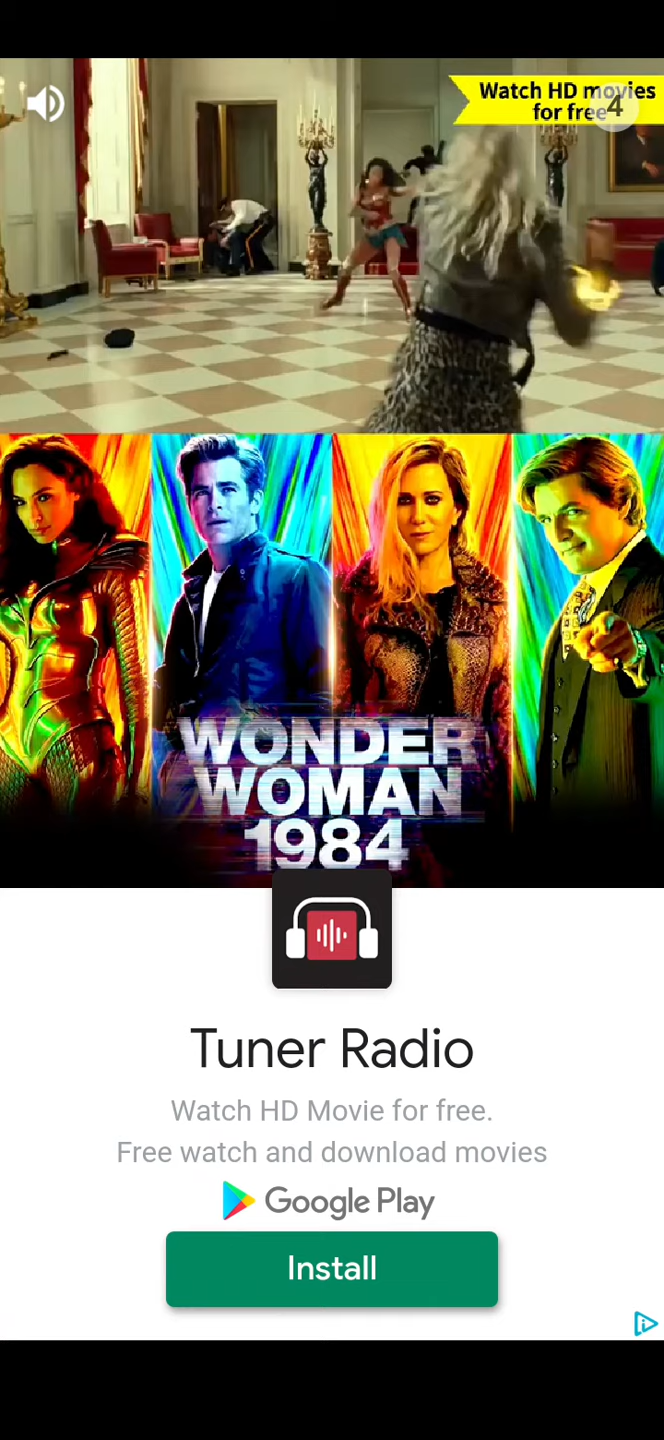 Watch HD movies
for free
4
WONDER
WOMAN
1984
Tuner Radio
Watch HD Movie for free.
Free watch and download movies
Google Play
Install